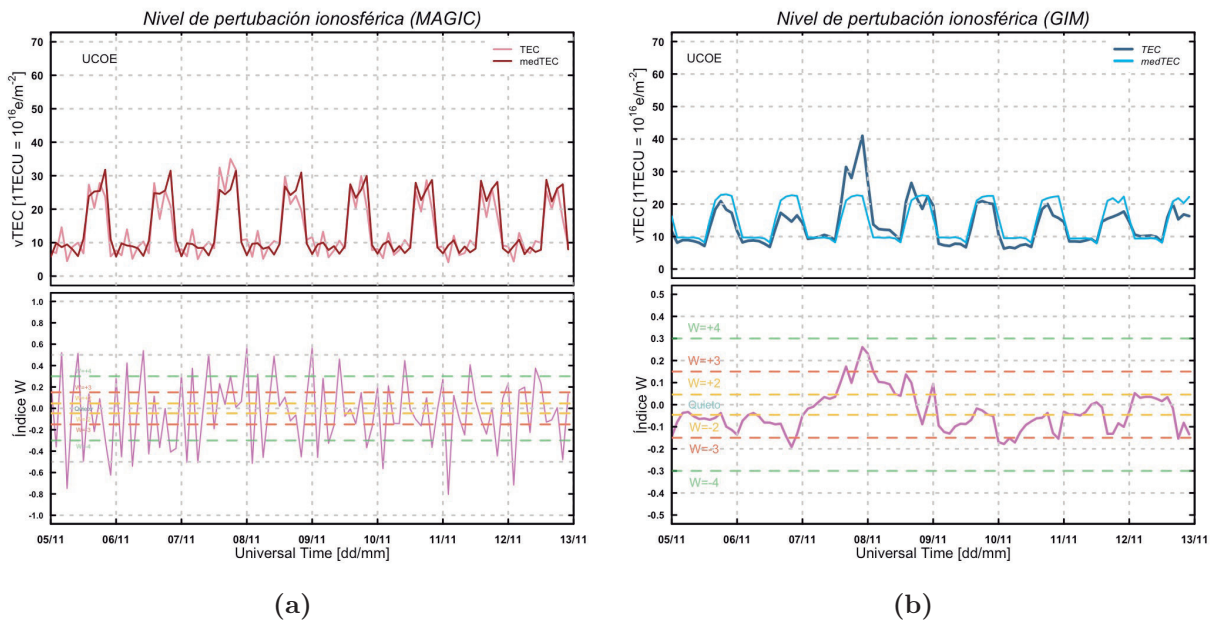 Nivel de pertubación ionosférica (MAGIC)
70
60
50
40
30
20
10
0
vTEC [1TECU = 10^16e/m^-2]
UCOE
TEC
medTEC
1.0
0.8
0.6
0.4
0.2
0.0
-0.2
-0.4
-0.6
-0.8
-1.0
Índice W
Quieto
05/11 06/11 07/11 08/11 09/11 10/11 11/11 12/11 13/11
Universal Time [dd/mm]
(a)
Nivel de pertubación ionosférica (GIM)
70
60
50
40
30
20
10
0
vTEC [1TECU = 10^16e/m^-2]
UCOE
TEC
medTEC
0.5
0.4
0.3
0.2
0.1
0.0
-0.1
-0.2
-0.3
-0.4
-0.5
Índice W
W=+4
W=+3
W=+2
Quieto
W=-2
W=-3
W=-4
05/11 06/11 07/11 08/11 09/11 10/11 11/11 12/11 13/11
Universal Time [dd/mm]
(b)